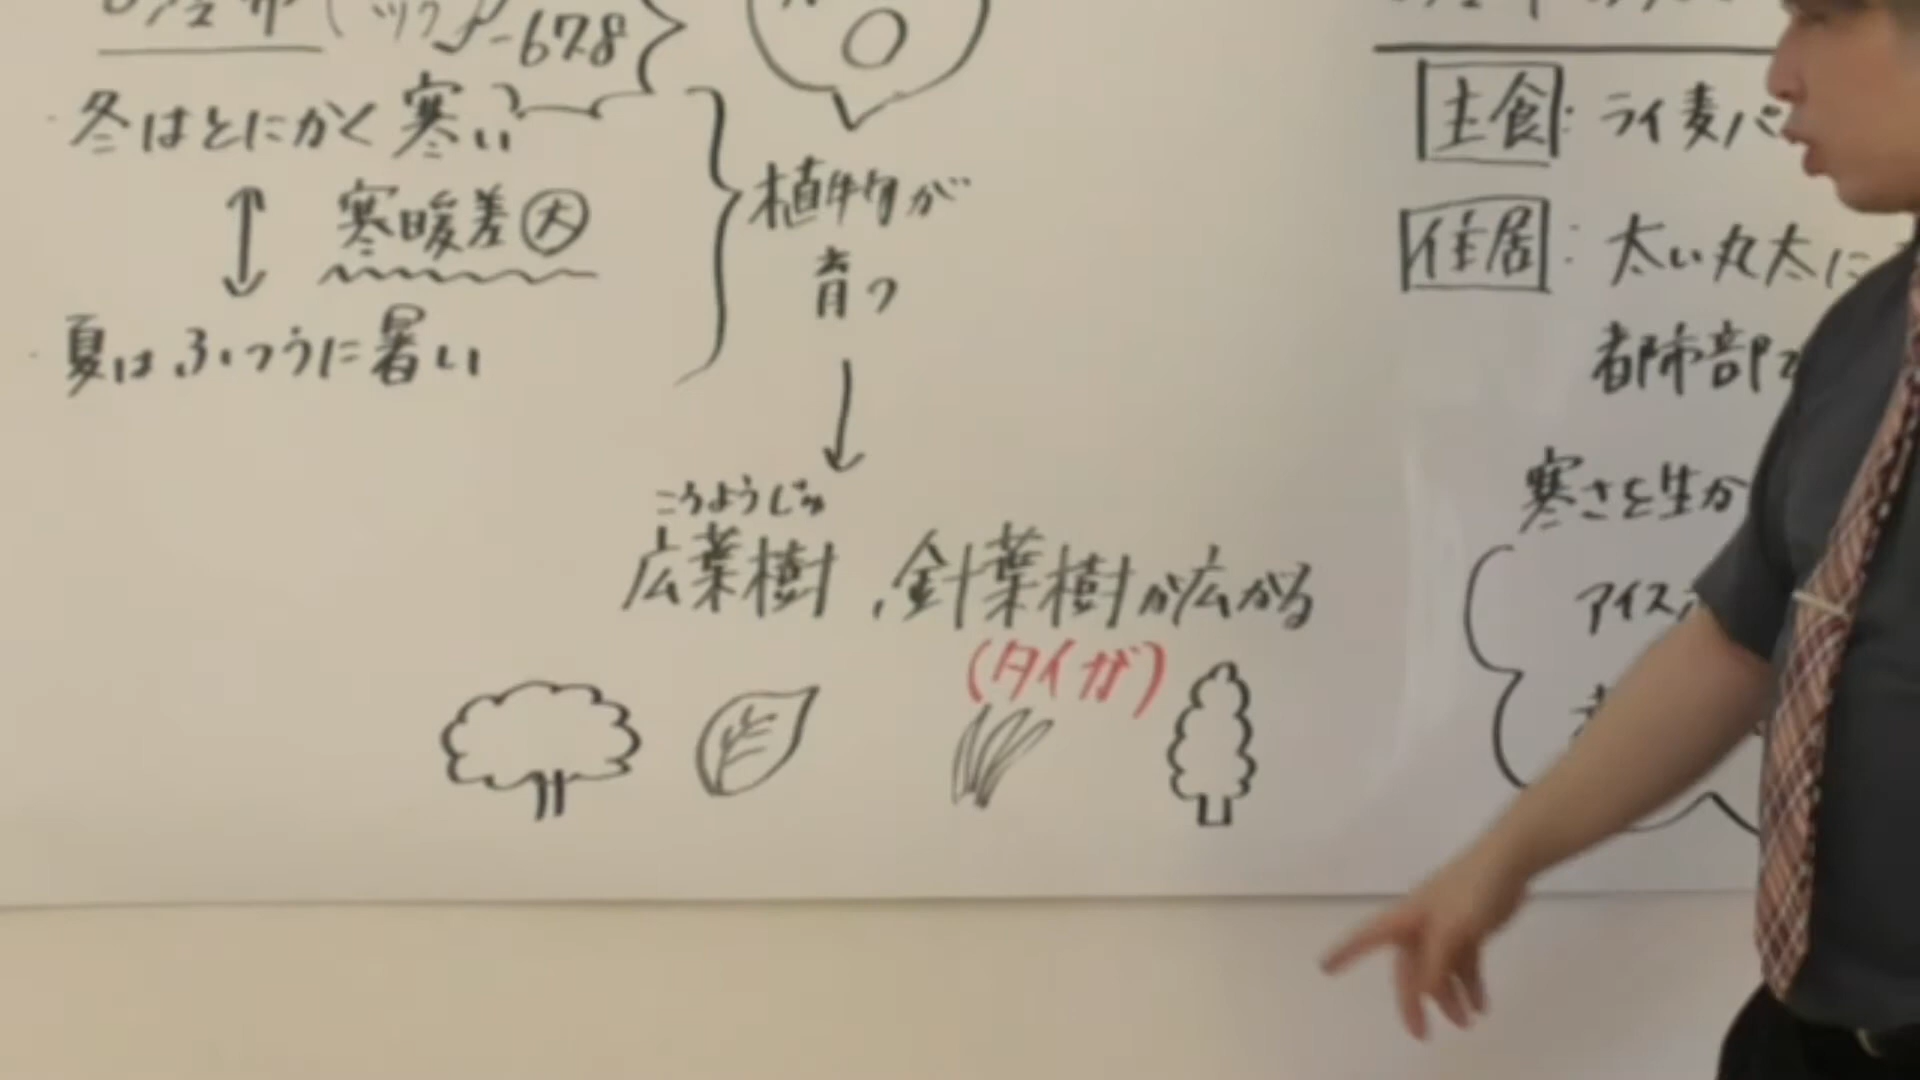 -67.8
冬はとにかく寒い
寒暖差大
夏はふつうに暑い
植物が
育つ
こうようじゅ
広葉樹、針葉樹が広がる
(タイガ)
主食:ライ麦パ
住居:太い丸太に
都市部で
寒さを生か
アイス